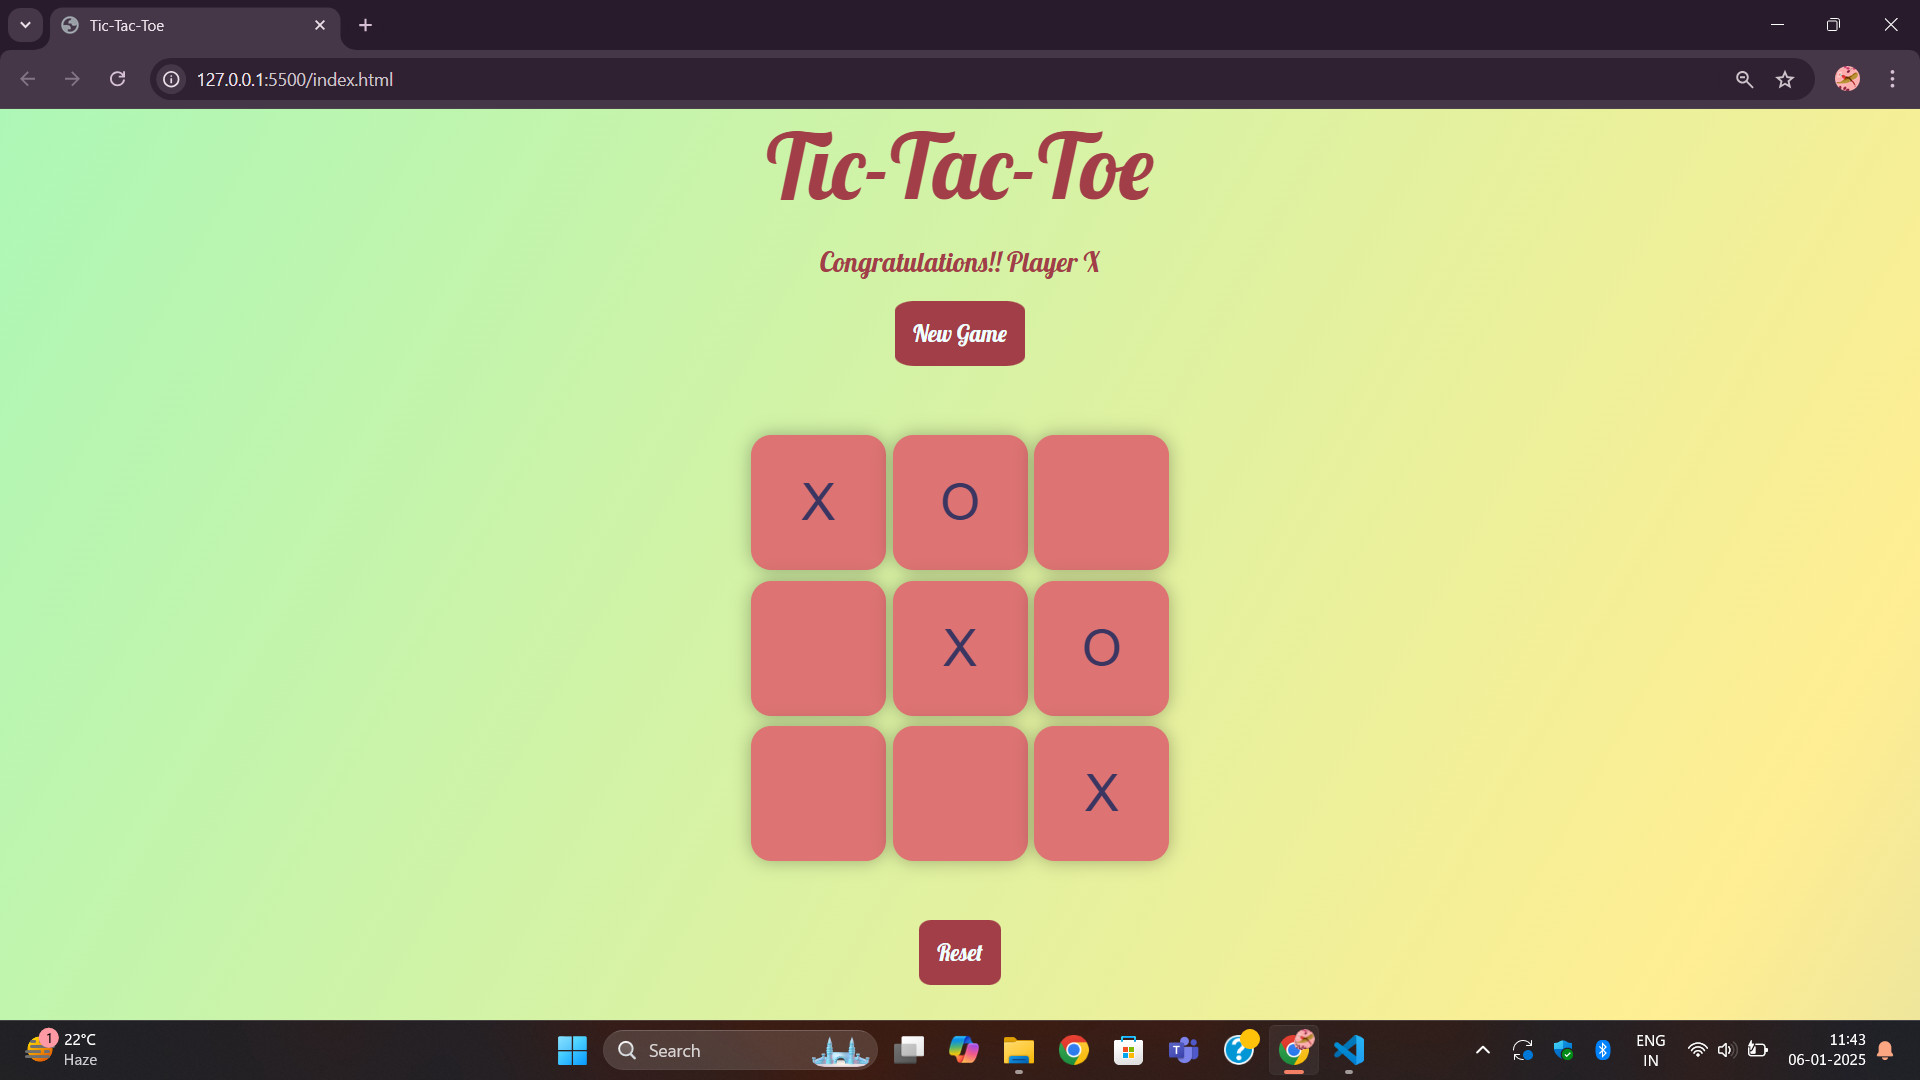 Tic-Tac-Toe
127.0.0.1:5500/index.html
Tic-Tac-Toe
Congratulations!! Player X
New Game
X O
X O
X
Reset
1
22°C
Haze
Search
T
?
ENG
IN
11:43
06-01-2025